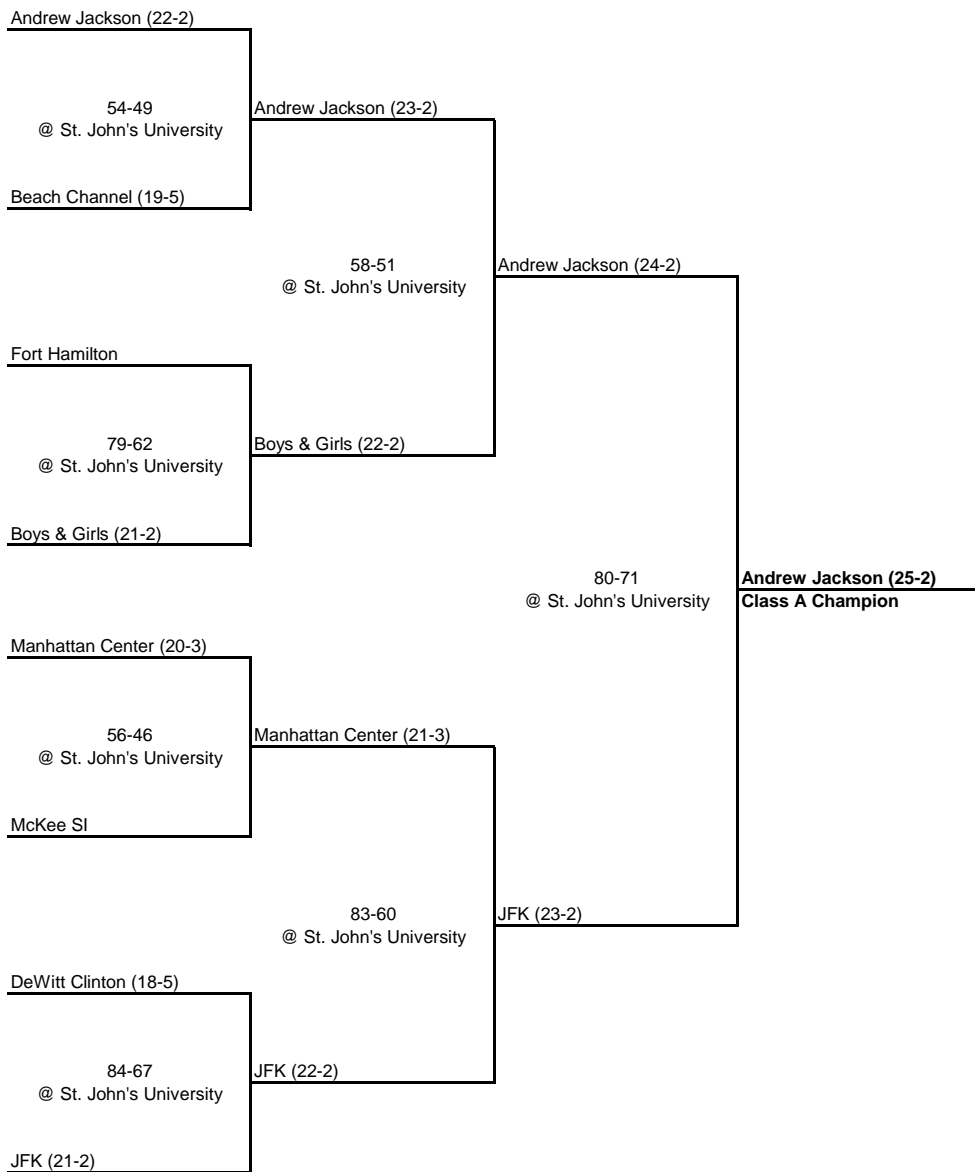 Andrew Jackson (22-2)
54-49
@ St. John's University
Andrew Jackson (23-2)
Beach Channel (19-5)
58-51
@ St. John's University
Andrew Jackson (24-2)
Fort Hamilton
79-62
@ St. John's University
Boys & Girls (22-2)
Boys & Girls (21-2)
80-71
@ St. John's University
Andrew Jackson (25-2)
Class A Champion
Manhattan Center (20-3)
56-46
@ St. John's University
Manhattan Center (21-3)
McKee SI
83-60
@ St. John's University
JFK (23-2)
DeWitt Clinton (18-5)
84-67
@ St. John's University
JFK (22-2)
JFK (21-2)